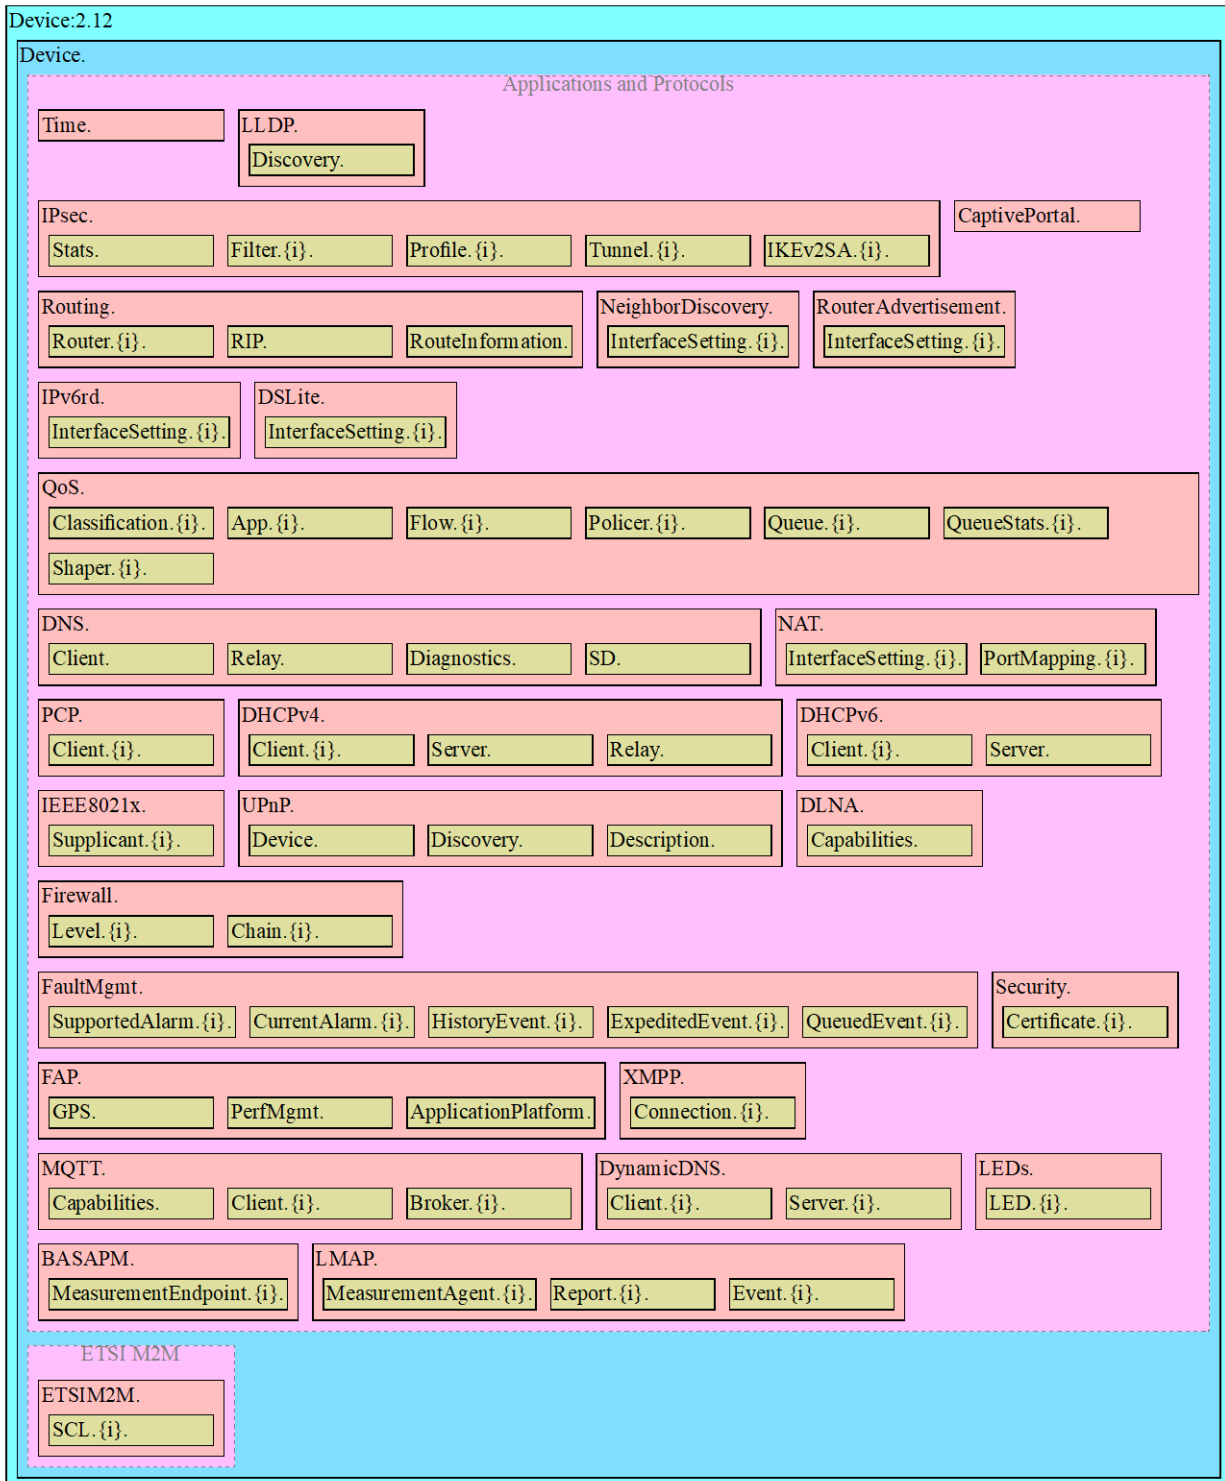 Device:2.12
Device.
Applications and Protocols
Time. LLDP.
Discovery.
IPsec. CaptivePortal.
Stats. Filter.{i}. Profile.{i}. Tunnel.{i}. IKEv2SA.{i}.
Routing. NeighborDiscovery. RouterAdvertisement.
Router.{i}. RIP. RouteInformation. InterfaceSetting.{i}. InterfaceSetting.{i}.
IPv6rd. DSLite.
InterfaceSetting.{i}. InterfaceSetting.{i}.
QoS.
Classification.{i}. App.{i}. Flow.{i}. Policer.{i}. Queue.{i}. QueueStats.{i}.
Shaper.{i}.
DNS. NAT.
Client. Relay. Diagnostics. SD. InterfaceSetting.{i}. PortMapping.{i}.
PCP. DHCPv4. DHCPv6.
Client.{i}. Client.{i}. Server. Relay. Client.{i}. Server.
IEEE8021x. UPnP. DLNA.
Supplicant.{i}. Device. Discovery. Description. Capabilities.
Firewall.
Level.{i}. Chain.{i}.
FaultMgmt. Security.
SupportedAlarm.{i}. CurrentAlarm.{i}. HistoryEvent.{i}. ExpeditedEvent.{i}. QueuedEvent.{i}. Certificate.{i}.
FAP. XMPP.
GPS. PerfMgmt. ApplicationPlatform. Connection.{i}.
MQTT. DynamicDNS. LEDs.
Capabilities. Client.{i}. Broker.{i}. Client.{i}. Server.{i}. LED.{i}.
BASAPM. LMAP.
MeasurementEndpoint.{i}. MeasurementAgent.{i}. Report.{i}. Event.{i}.
ETSI M2M
ETSIM2M.
SCL.{i}.